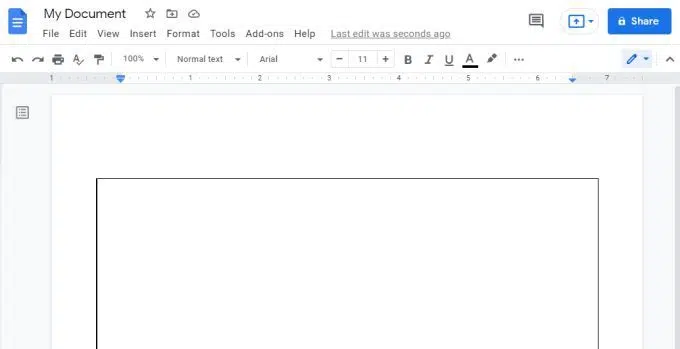 My Document
File Edit View Insert Format Tools Add-ons Help Last edit was seconds ago
Share
100% Normal text Arial 11 B I U A
1 1 2 3 4 5 6 7